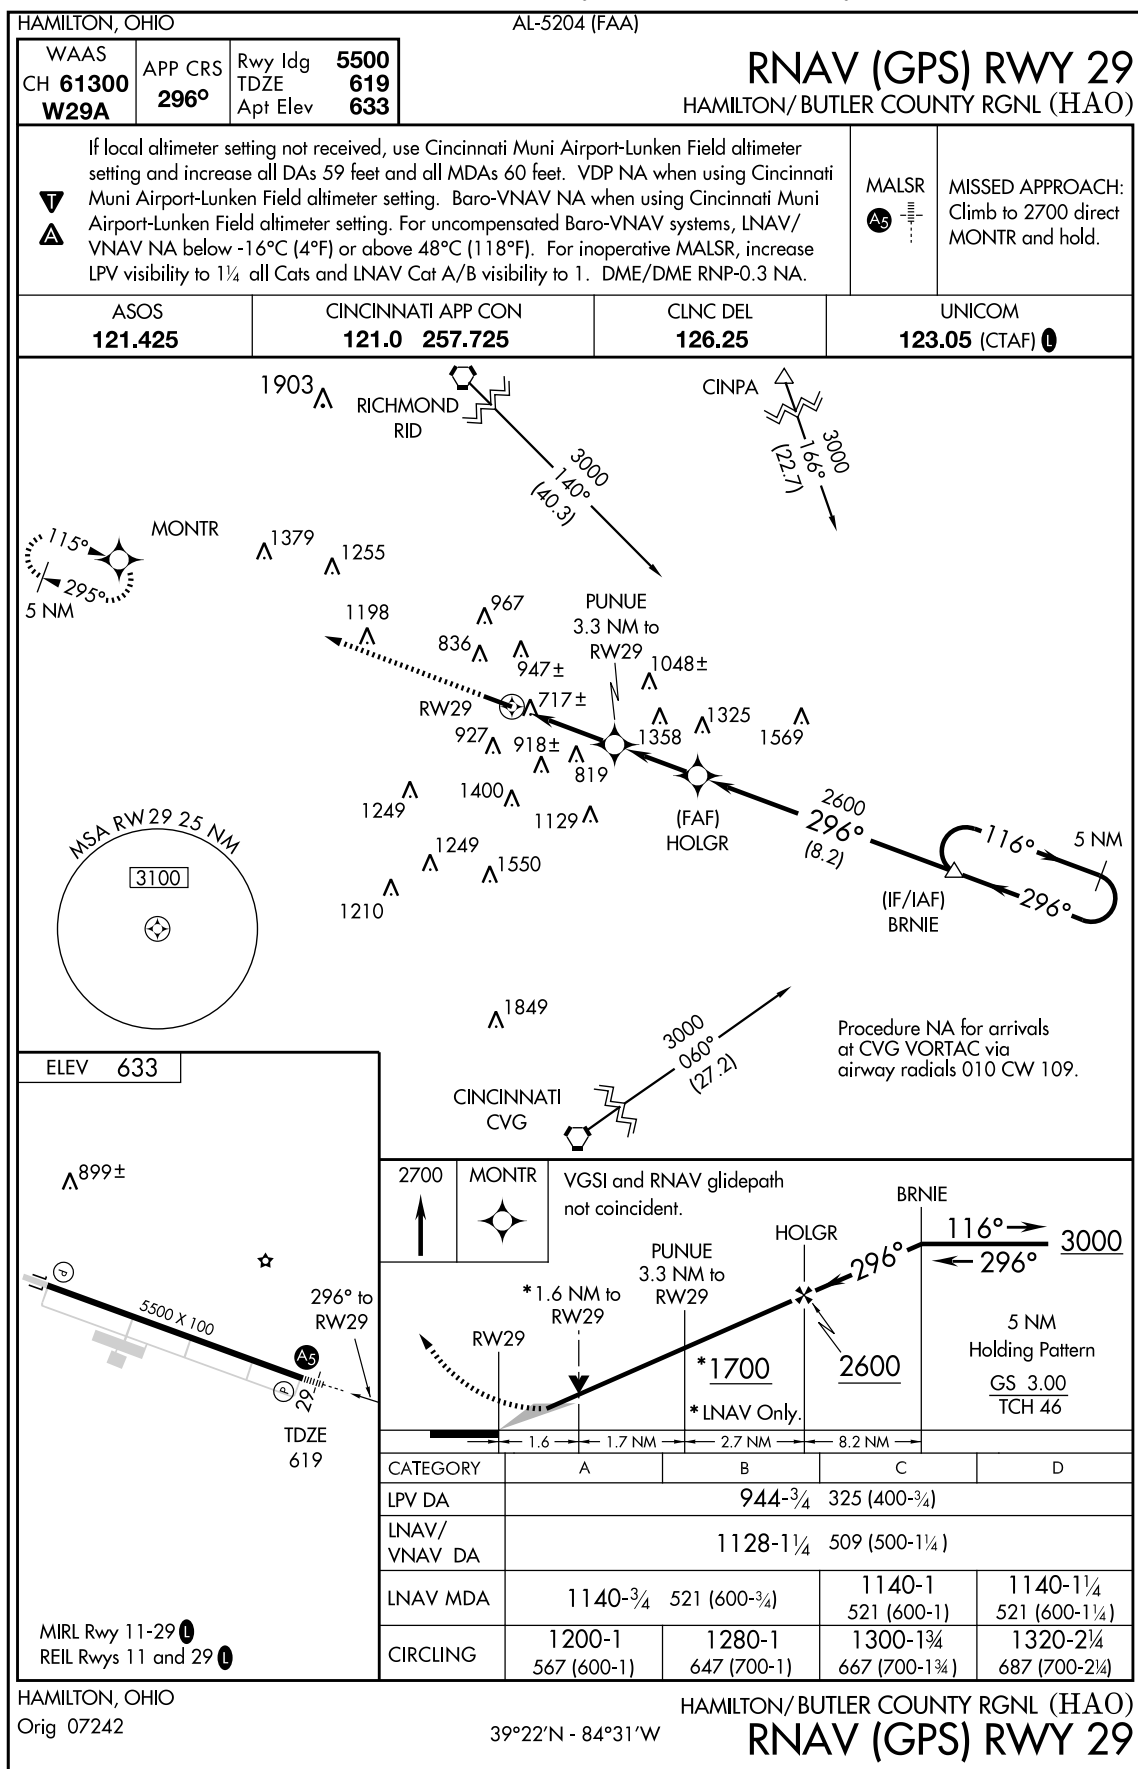 HAMILTON, OHIO
AL-5204 (FAA)
WAAS
CH 61300
W29A
APP CRS
296°
Rwy ldg 5500
TDZE 619
Apt Elev 633
RNAV (GPS) RWY 29
HAMILTON/BUTLER COUNTY RGNL (HAO)
T
A
If local altimeter setting not received, use Cincinnati Muni Airport-Lunken Field altimeter
setting and increase all DAs 59 feet and all MDAs 60 feet. VDP NA when using Cincinnati
Muni Airport-Lunken Field altimeter setting. Baro-VNAV NA when using Cincinnati Muni
Airport-Lunken Field altimeter setting. For uncompensated Baro-VNAV systems, LNAV/
VNAV NA below -16°C (4°F) or above 48°C (118°F). For inoperative MALSR, increase
LPV visibility to 1¼ all Cats and LNAV Cat A/B visibility to 1. DME/DME RNP-0.3 NA.
MALSR
A5
MISSED APPROACH:
Climb to 2700 direct
MONTR and hold.
ASOS
121.425
CINCINNATI APP CON
121.0 257.725
CLNC DEL
126.25
UNICOM
123.05 (CTAF) L
1903
RICHMOND
RID
3000
140°
(40.3)
CINPA
3000
166°
(22.7)
MONTR
115°
295°
5 NM
1379
1255
1198
967
836
947±
PUNUE
3.3 NM to
RW29
1048±
RW29
717±
1358
1325
1569
927
918±
819
1249
1400
1129
(FAF)
HOLGR
2600
296°
(8.2)
116°
5 NM
296°
(IF/IAF)
BRNIE
MSA RW 29 25 NM
3100
1249
1550
1210
1849
3000
060°
(27.2)
CINCINNATI
CVG
Procedure NA for arrivals
at CVG VORTAC via
airway radials 010 CW 109.
ELEV 633
899±
P
5500 X 100
296° to
RW29
A5
P
29
TDZE
619
MIRL Rwy 11-29 L
REIL Rwys 11 and 29 L
2700
MONTR
VGSI and RNAV glidepath
not coincident.
BRNIE
HOLGR
116°
296°
3000
296°
PUNUE
3.3 NM to
RW29
*1.6 NM to
RW29
RW29
*1700
2600
*LNAV Only.
5 NM
Holding Pattern
GS 3.00
TCH 46
1.6
1.7 NM
2.7 NM
8.2 NM
CATEGORY A B C D
LPV DA 944-¾ 325 (400-¾)
LNAV/
VNAV DA 1128-1¼ 509 (500-1¼)
LNAV MDA 1140-¾ 521 (600-¾) 1140-1 1140-1¼
521 (600-1) 521 (600-1¼)
CIRCLING 1200-1 1280-1 1300-1¾ 1320-2¼
567 (600-1) 647 (700-1) 667 (700-1¾) 687 (700-2¼)
HAMILTON, OHIO
Orig 07242
39°22'N - 84°31'W
HAMILTON/BUTLER COUNTY RGNL (HAO)
RNAV (GPS) RWY 29